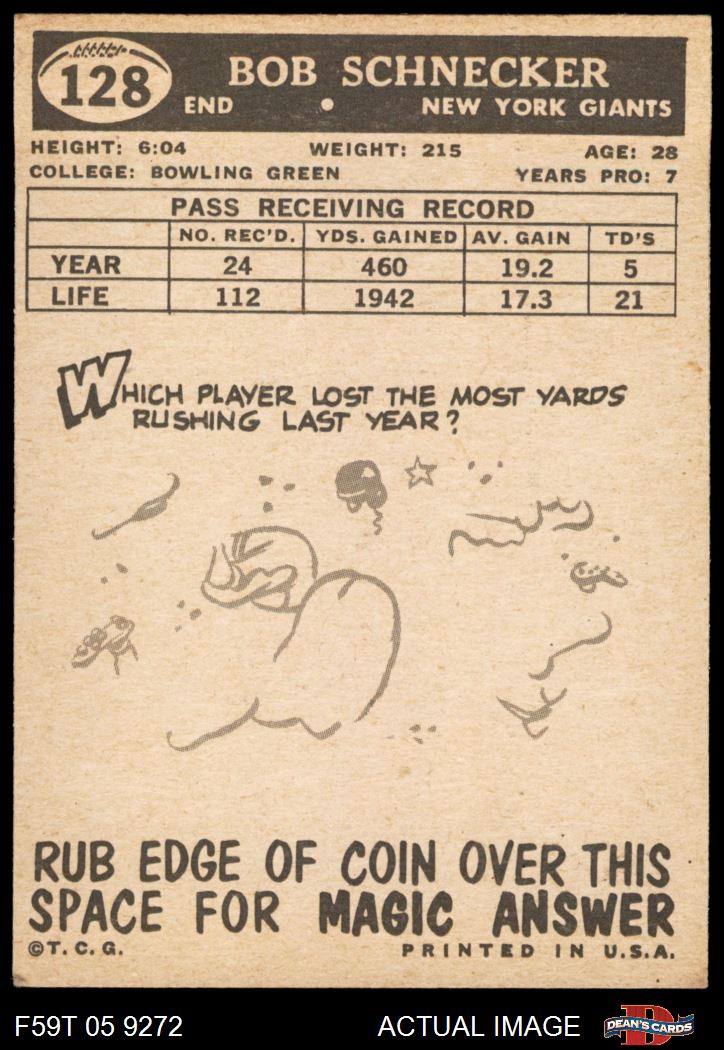 128
BOB SCHNECKER
END • NEW YORK GIANTS
HEIGHT: 6:04 WEIGHT: 215 AGE: 28
COLLEGE: BOWLING GREEN YEARS PRO: 7
PASS RECEIVING RECORD
NO. REC'D. YDS. GAINED AV. GAIN TD'S
YEAR 24 460 19.2 5
LIFE 112 1942 17.3 21
WHICH PLAYER LOST THE MOST YARDS
RUSHING LAST YEAR?
RUB EDGE OF COIN OVER THIS
SPACE FOR MAGIC ANSWER
©T.C.G. PRINTED IN U.S.A.
F59T 05 9272 ACTUAL IMAGE DEAN'S CARDS